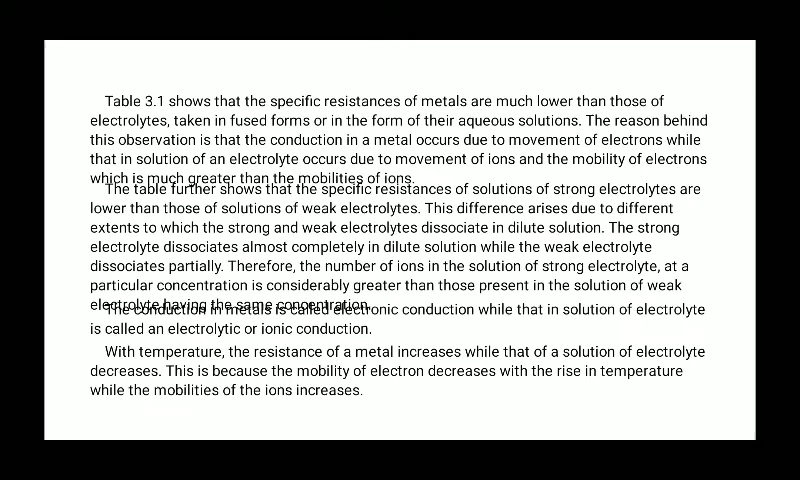 Table 3.1 shows that the specific resistances of metals are much lower than those of
electrolytes, taken in fused forms or in the form of their aqueous solutions. The reason behind
this observation is that the conduction in a metal occurs due to movement of electrons while
that in solution of an electrolyte occurs due to movement of ions and the mobility of electrons
which is much greater than the mobilities of ions.
The table further shows that the specific resistances of solutions of strong electrolytes are
lower than those of solutions of weak electrolytes. This difference arises due to different
extents to which the strong and weak electrolytes dissociate in dilute solution. The strong
electrolyte dissociates almost completely in dilute solution while the weak electrolyte
dissociates partially. Therefore, the number of ions in the solution of strong electrolyte, at a
particular concentration is considerably greater than those present in the solution of weak
electrolyte having the same concentration.
The conduction in metals is called electronic conduction while that in solution of electrolyte
is called an electrolytic or ionic conduction.
With temperature, the resistance of a metal increases while that of a solution of electrolyte
decreases. This is because the mobility of electron decreases with the rise in temperature
while the mobilities of the ions increases.